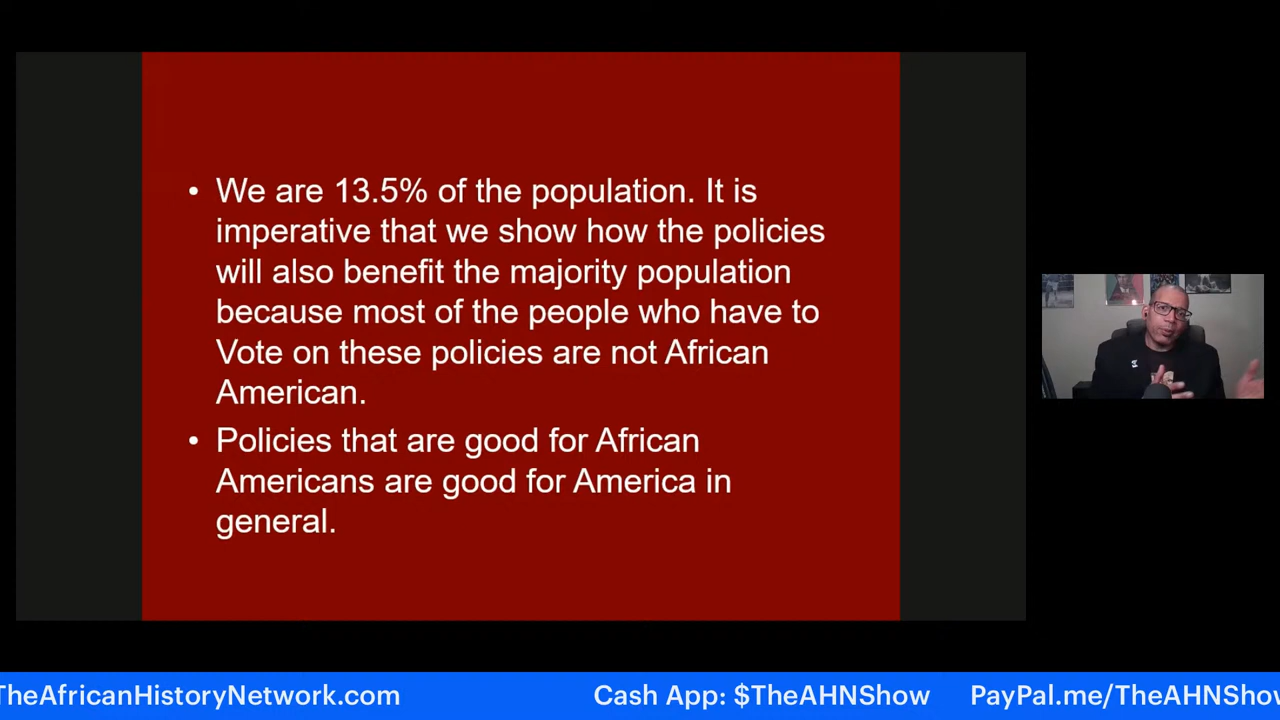 • We are 13.5% of the population. It is
imperative that we show how the policies
will also benefit the majority population
because most of the people who have to
Vote on these policies are not African
American.
• Policies that are good for African
Americans are good for America in
general.
TheAfricanHistoryNetwork.com Cash App: $TheAHNShow PayPal.me/TheAHNShow